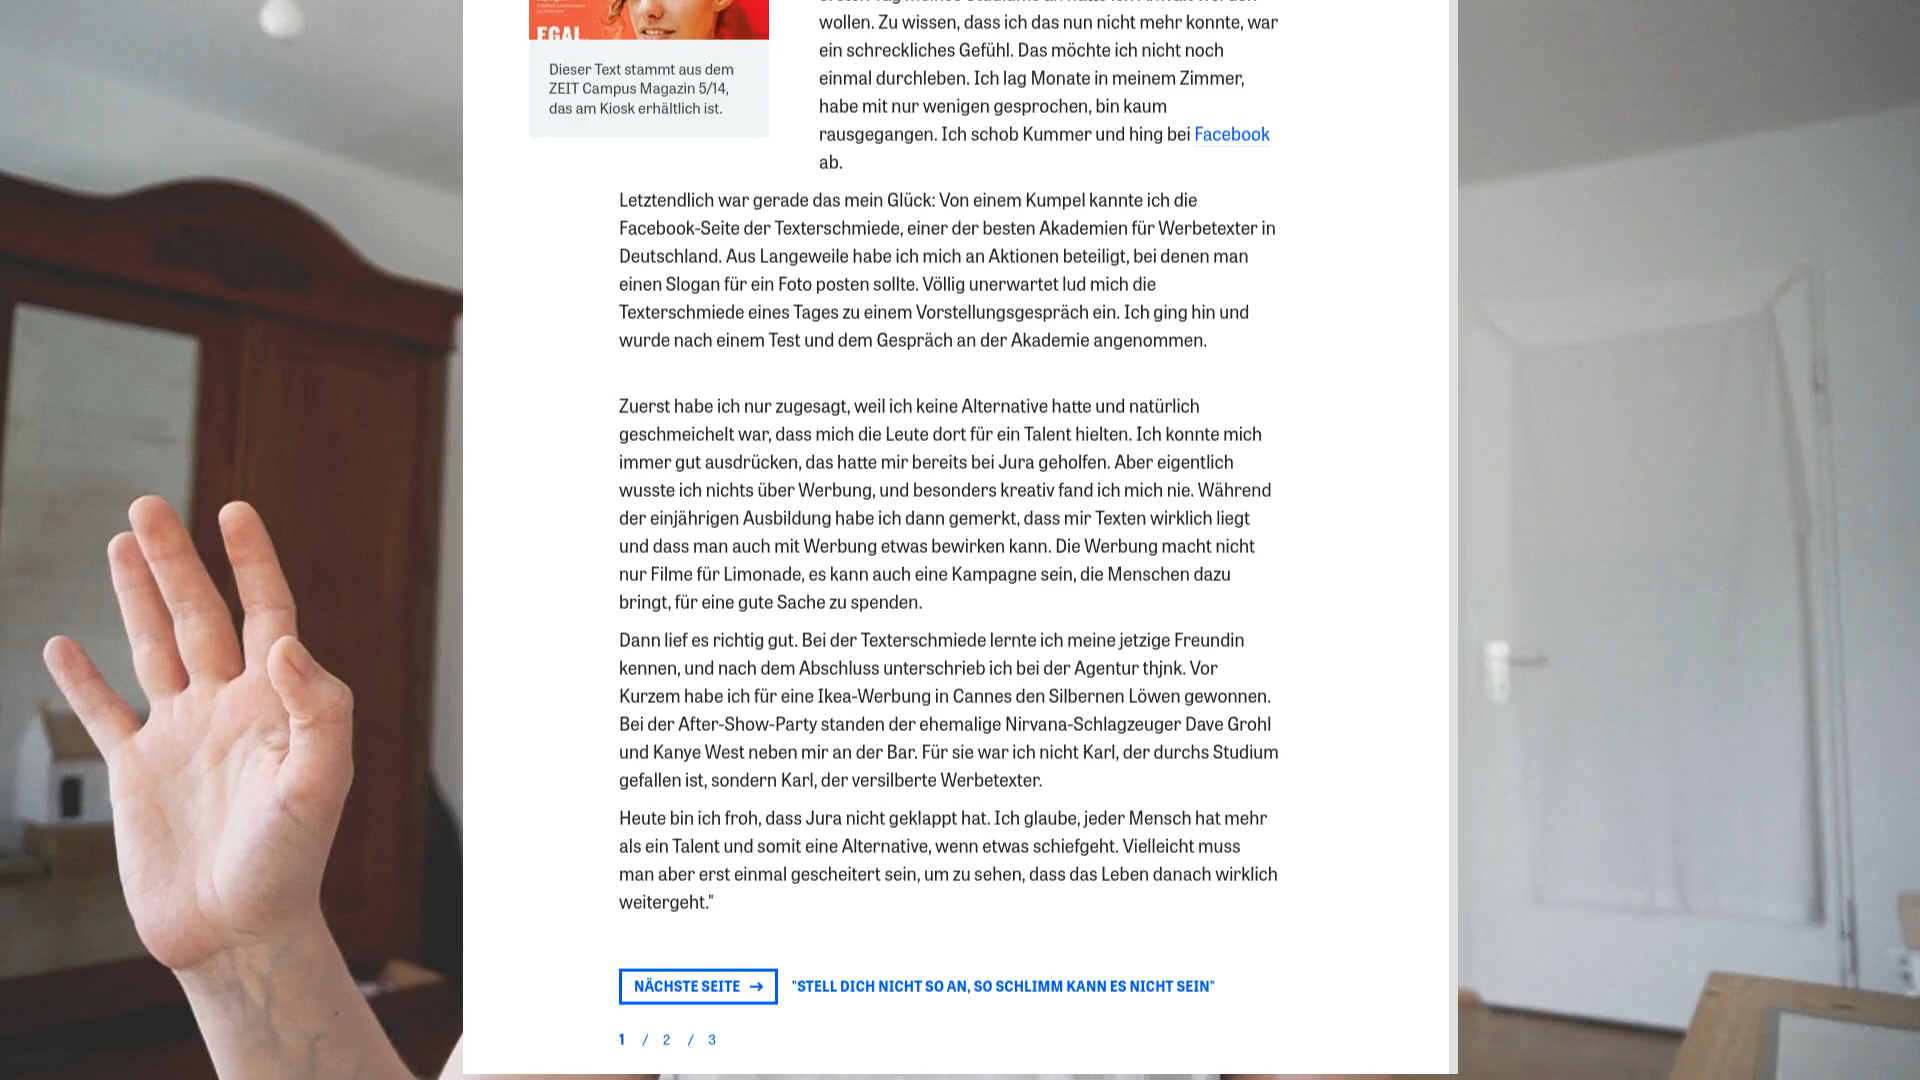 EGAL
Dieser Text stammt aus dem
ZEIT Campus Magazin 5/14,
das am Kiosk erhältlich ist.
wollen. Zu wissen, dass ich das nun nicht mehr konnte, war
ein schreckliches Gefühl. Das möchte ich nicht noch
einmal durchleben. Ich lag Monate in meinem Zimmer,
habe mit nur wenigen gesprochen, bin kaum
rausgegangen. Ich schob Kummer und hing bei Facebook
ab.
Letztendlich war gerade das mein Glück: Von einem Kumpel kannte ich die
Facebook-Seite der Texterschmiede, einer der besten Akademien für Werbetexter in
Deutschland. Aus Langeweile habe ich mich an Aktionen beteiligt, bei denen man
einen Slogan für ein Foto posten sollte. Völlig unerwartet lud mich die
Texterschmiede eines Tages zu einem Vorstellungsgespräch ein. Ich ging hin und
wurde nach einem Test und dem Gespräch an der Akademie angenommen.
Zuerst habe ich nur zugesagt, weil ich keine Alternative hatte und natürlich
geschmeichelt war, dass mich die Leute dort für ein Talent hielten. Ich konnte mich
immer gut ausdrücken, das hatte mir bereits bei Jura geholfen. Aber eigentlich
wusste ich nichts über Werbung, und besonders kreativ fand ich mich nie. Während
der einjährigen Ausbildung habe ich dann gemerkt, dass mir Texten wirklich liegt
und dass man auch mit Werbung etwas bewirken kann. Die Werbung macht nicht
nur Filme für Limonade, es kann auch eine Kampagne sein, die Menschen dazu
bringt, für eine gute Sache zu spenden.
Dann lief es richtig gut. Bei der Texterschmiede lernte ich meine jetzige Freundin
kennen, und nach dem Abschluss unterschrieb ich bei der Agentur thjnk. Vor
Kurzem habe ich für eine Ikea-Werbung in Cannes den Silbernen Löwen gewonnen.
Bei der After-Show-Party standen der ehemalige Nirvana-Schlagzeuger Dave Grohl
und Kanye West neben mir an der Bar. Für sie war ich nicht Karl, der durchs Studium
gefallen ist, sondern Karl, der versilberte Werbetexter.
Heute bin ich froh, dass Jura nicht geklappt hat. Ich glaube, jeder Mensch hat mehr
als ein Talent und somit eine Alternative, wenn etwas schiefgeht. Vielleicht muss
man aber erst einmal gescheitert sein, um zu sehen, dass das Leben danach wirklich
weitergeht."
NÄCHSTE SEITE → "STELL DICH NICHT SO AN, SO SCHLIMM KANN ES NICHT SEIN"
1 / 2 / 3